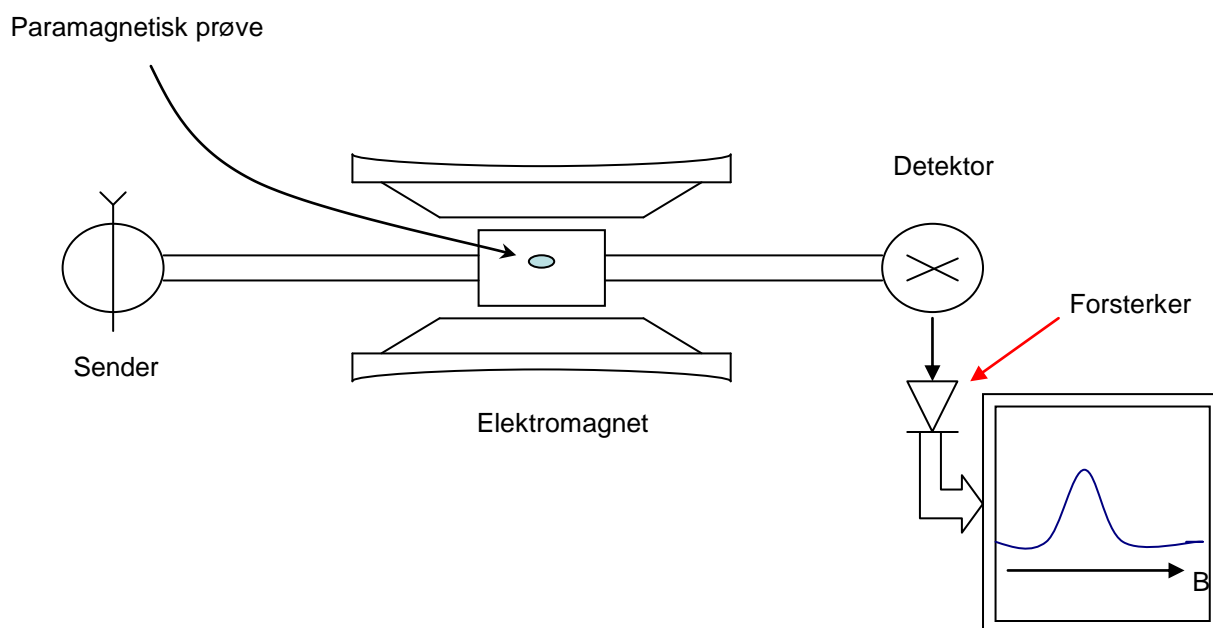 Paramagnetisk prøve
Detektor
Forsterker
Sender
Elektromagnet
B